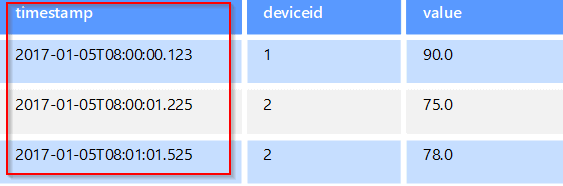 timestamp deviceid value
2017-01-05T08:00:00.123 1 90.0
2017-01-05T08:00:01.225 2 75.0
2017-01-05T08:01:01.525 2 78.0